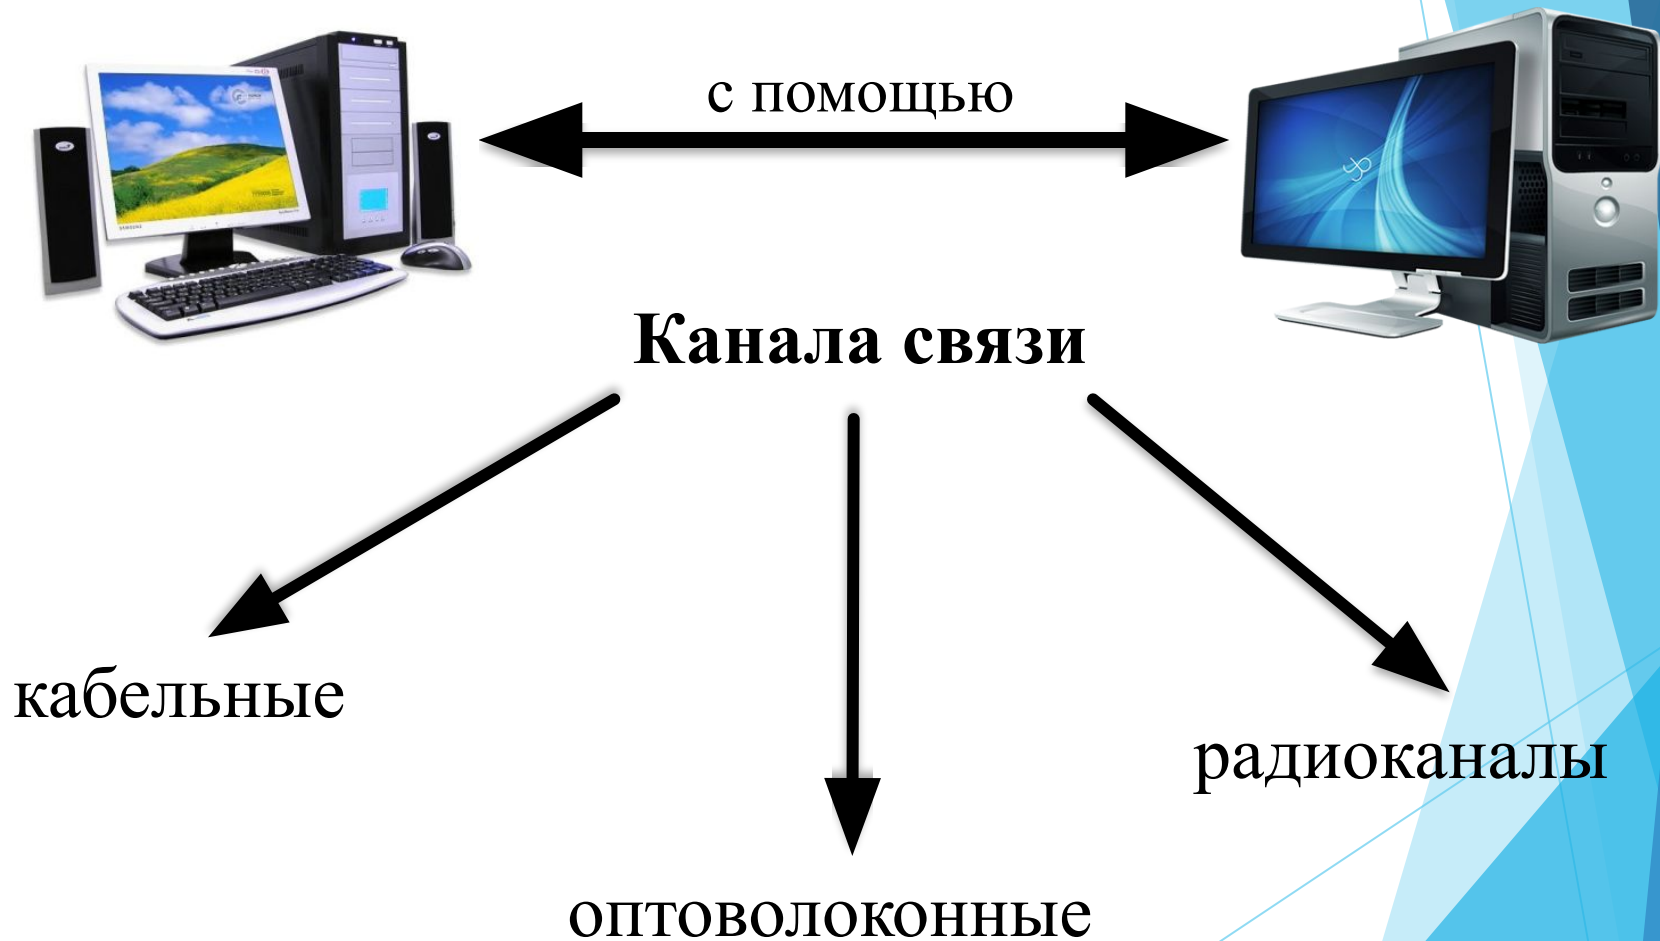 с помощью
Канала связи
кабельные
радиоканалы
оптоволоконные